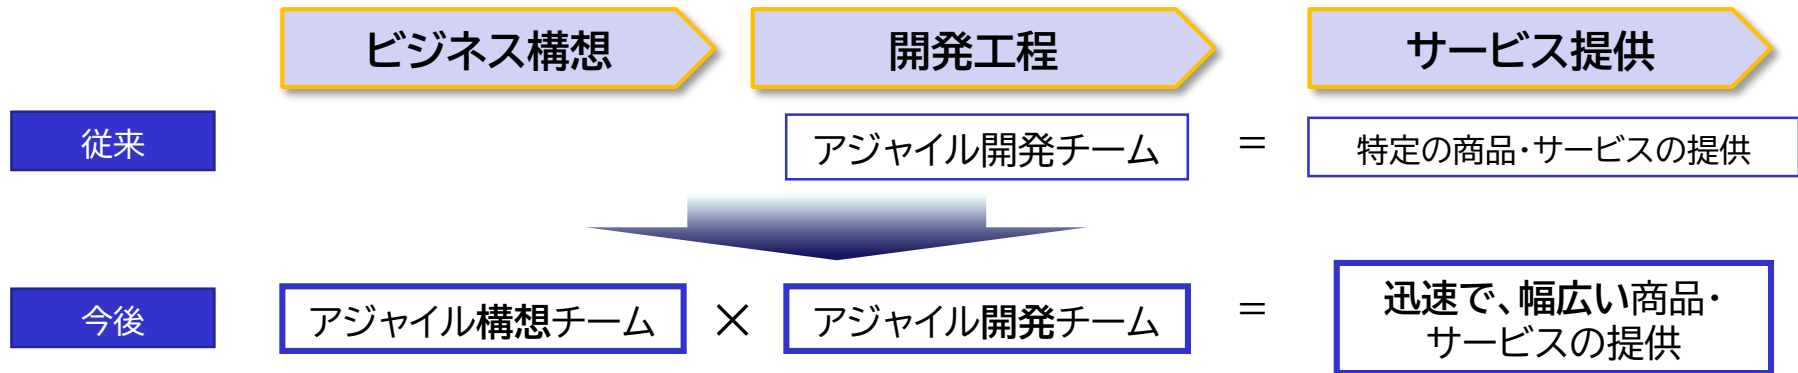 ビジネス構想
開発工程
サービス提供
従来
アジャイル開発チーム
=
特定の商品・サービスの提供
今後
アジャイル構想チーム
×
アジャイル開発チーム
=
迅速で、幅広い商品・
サービスの提供